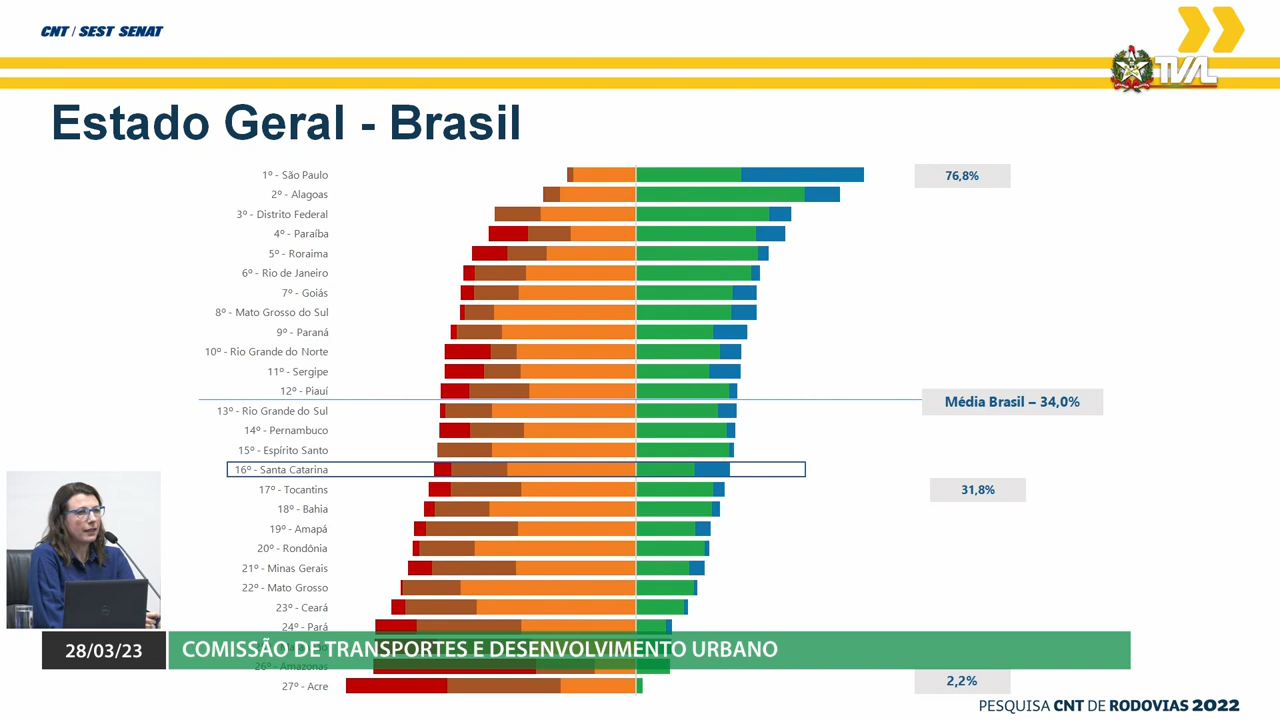 CNT / SEST SENAT
TVAL
Estado Geral - Brasil
1º - São Paulo
76,8%
2º - Alagoas
3º - Distrito Federal
4º - Paraíba
5º - Roraima
6º - Rio de Janeiro
7º - Goiás
8º - Mato Grosso do Sul
9º - Paraná
10º - Rio Grande do Norte
11º - Sergipe
12º - Piauí
Média Brasil – 34,0%
13º - Rio Grande do Sul
14º - Pernambuco
15º - Espírito Santo
16º - Santa Catarina
17º - Tocantins
31,8%
18º - Bahia
19º - Amapá
20º - Rondônia
21º - Minas Gerais
22º - Mato Grosso
23º - Ceará
24º - Pará
28/03/23
COMISSÃO DE TRANSPORTES E DESENVOLVIMENTO URBANO
26º - Amazonas
27º - Acre
2,2%
PESQUISA CNT DE RODOVIAS 2022